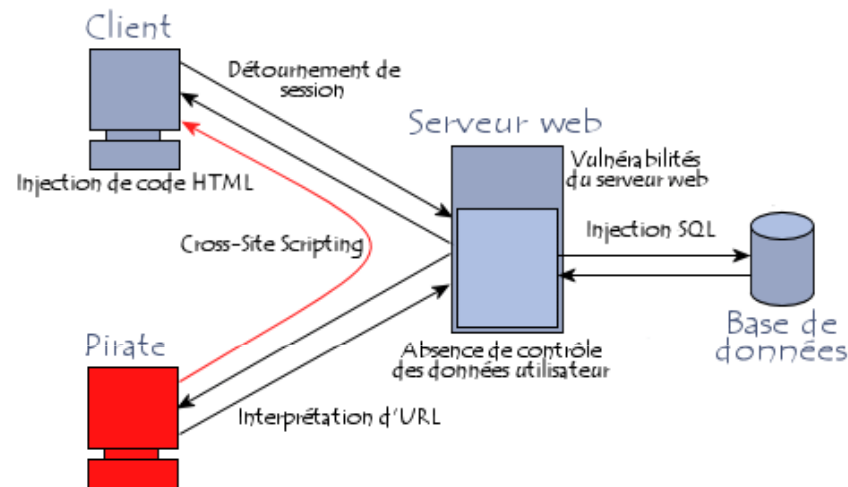 Client
Détournement de
session
Serveur web
Vulnérabilités
du serveur web
Injection de code HTML
Injection SQL
Cross-Site Scripting
Base de
données
Pirate
Absence de contrôle
des données utilisateur
Interprétation d'URL